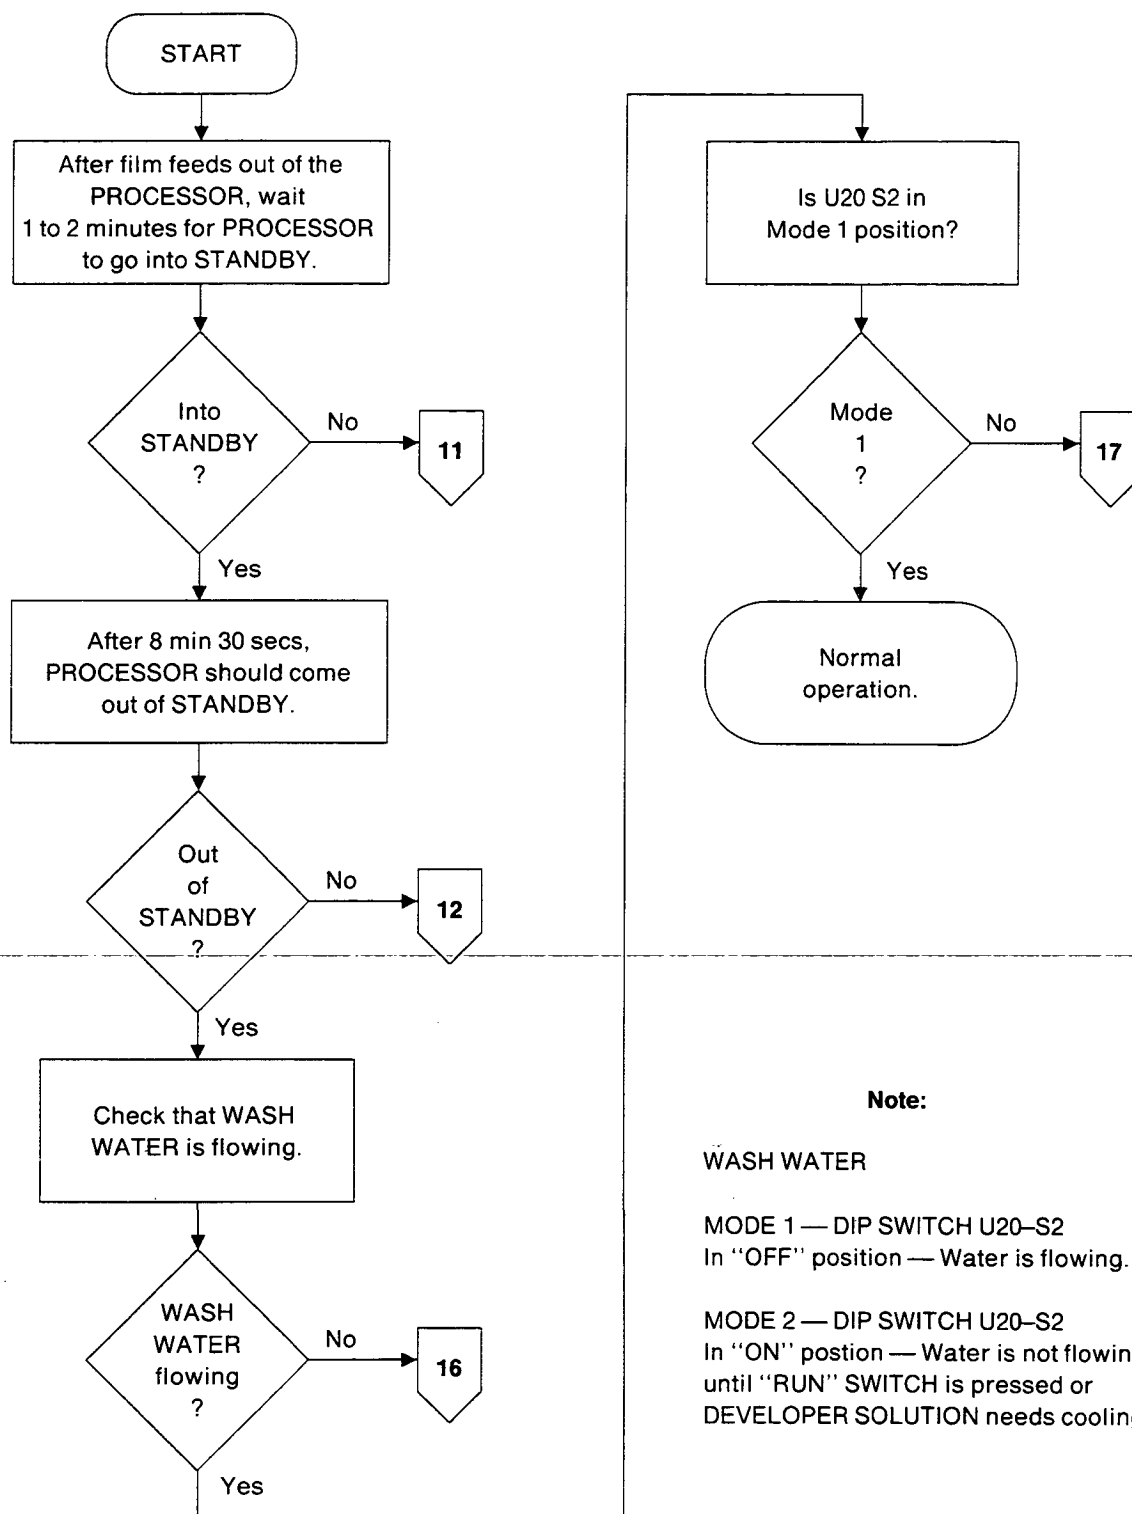 START
After film feeds out of the
PROCESSOR, wait
1 to 2 minutes for PROCESSOR
to go into STANDBY.
Into
STANDBY
?
No
11
Yes
After 8 min 30 secs,
PROCESSOR should come
out of STANDBY.
Out
of
STANDBY
?
No
12
Yes
Check that WASH
WATER is flowing.
WASH
WATER
flowing
?
No
16
Yes
Is U20 S2 in
Mode 1 position?
Mode
1
?
No
17
Yes
Normal
operation.
Note:
WASH WATER
MODE 1 — DIP SWITCH U20–S2
In "OFF" position — Water is flowing.
MODE 2 — DIP SWITCH U20–S2
In "ON" postion — Water is not flowin
until "RUN" SWITCH is pressed or
DEVELOPER SOLUTION needs cooling